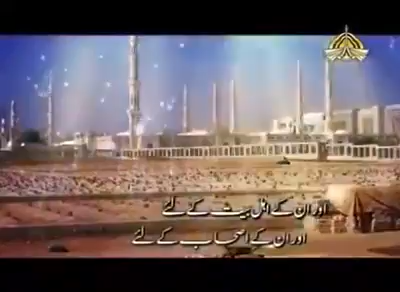 اور ان کے اہل بیت کے لئے
اور ان کے اصحاب کے لئے